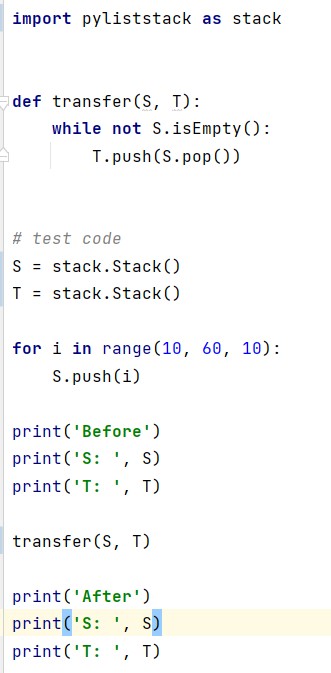 import pyliststack as stack
def transfer(S, T):
    while not S.isEmpty():
        T.push(S.pop())
# test code
S = stack.Stack()
T = stack.Stack()
for i in range(10, 60, 10):
    S.push(i)
print('Before')
print('S: ', S)
print('T: ', T)
transfer(S, T)
print('After')
print('S: ', S)
print('T: ', T)